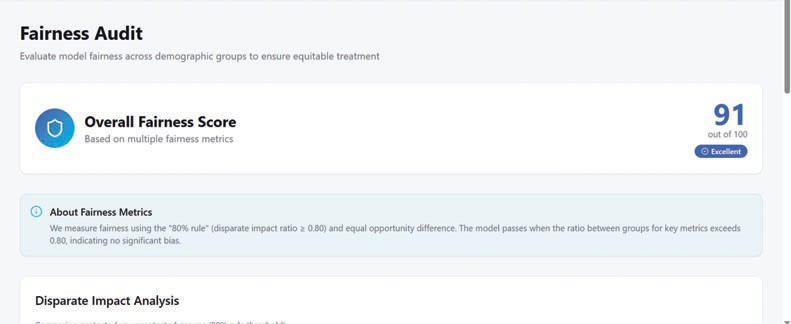 Fairness Audit
Evaluate model fairness across demographic groups to ensure equitable treatment
Overall Fairness Score
Based on multiple fairness metrics
91
out of 100
Excellent
About Fairness Metrics
We measure fairness using the "80% rule" (disparate impact ratio ≥ 0.80) and equal opportunity difference. The model passes when the ratio between groups for key metrics exceeds
0.80, indicating no significant bias.
Disparate Impact Analysis